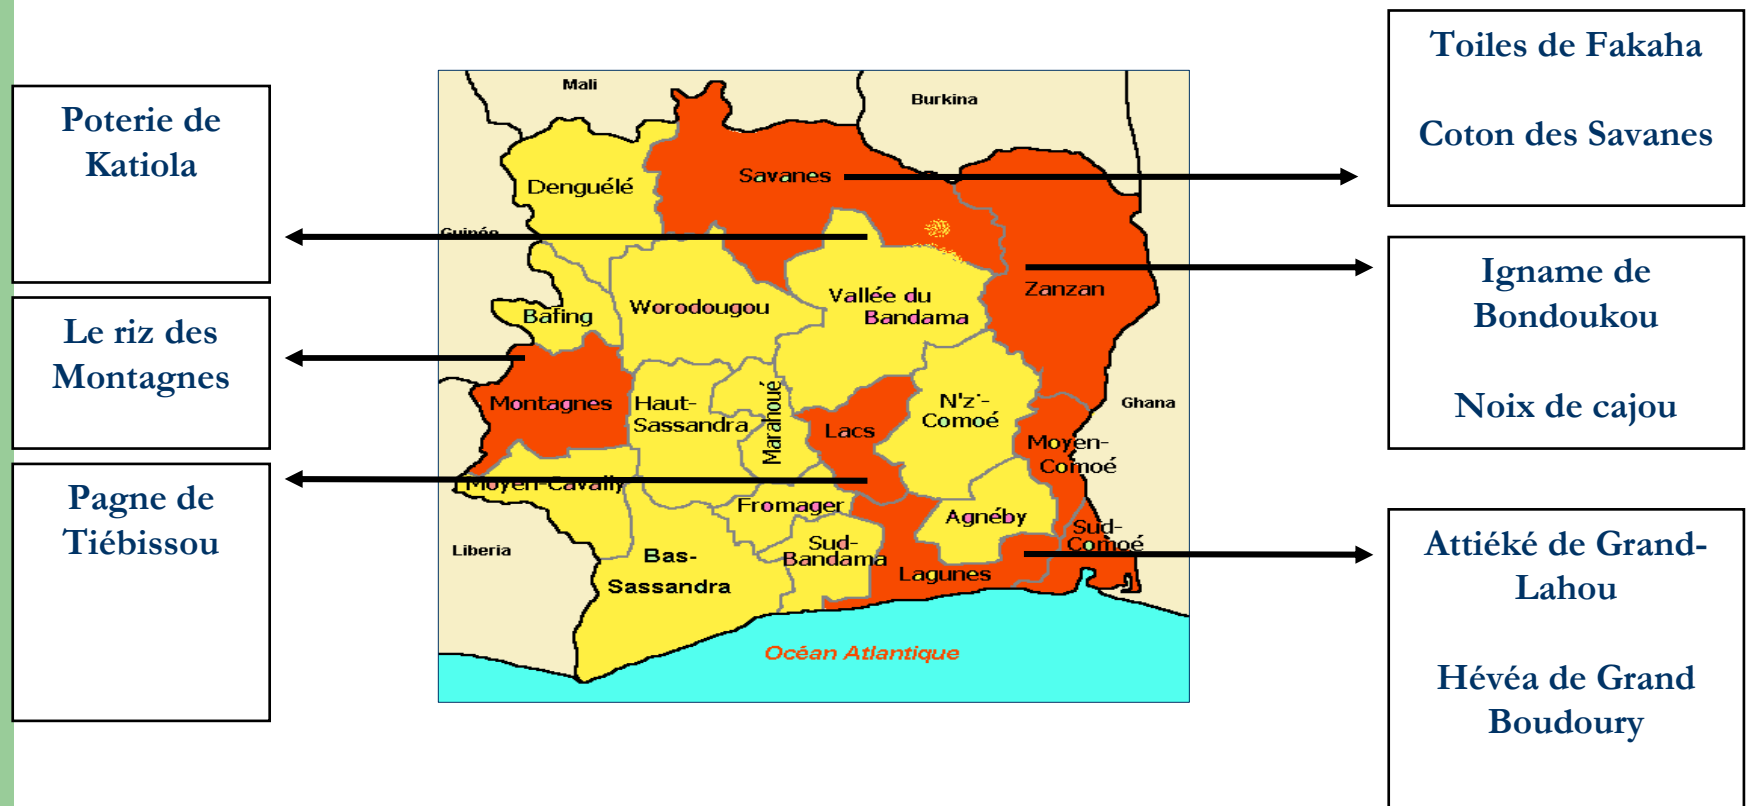 Poterie de
Katiola
Le riz des
Montagnes
Pagne de
Tiébissou
Mali
Burkina
Denguélé
Savanes
Guinée
Zanzan
Bafing
Worodougou
Vallée du
Bandama
Montagnes
Haut-
Sassandra
Marahoué
Lacs
N'z'-
Comoé
Ghana
Moyen-
Comoé
Moyen-Cavally
Fromager
Agnéby
Sud-
Comoé
Liberia
Bas-
Sassandra
Sud-
Bandama
Lagunes
Océan Atlantique
Toiles de Fakaha
Coton des Savanes
Igname de
Bondoukou
Noix de cajou
Attiéké de Grand-
Lahou
Hévéa de Grand
Boudoury